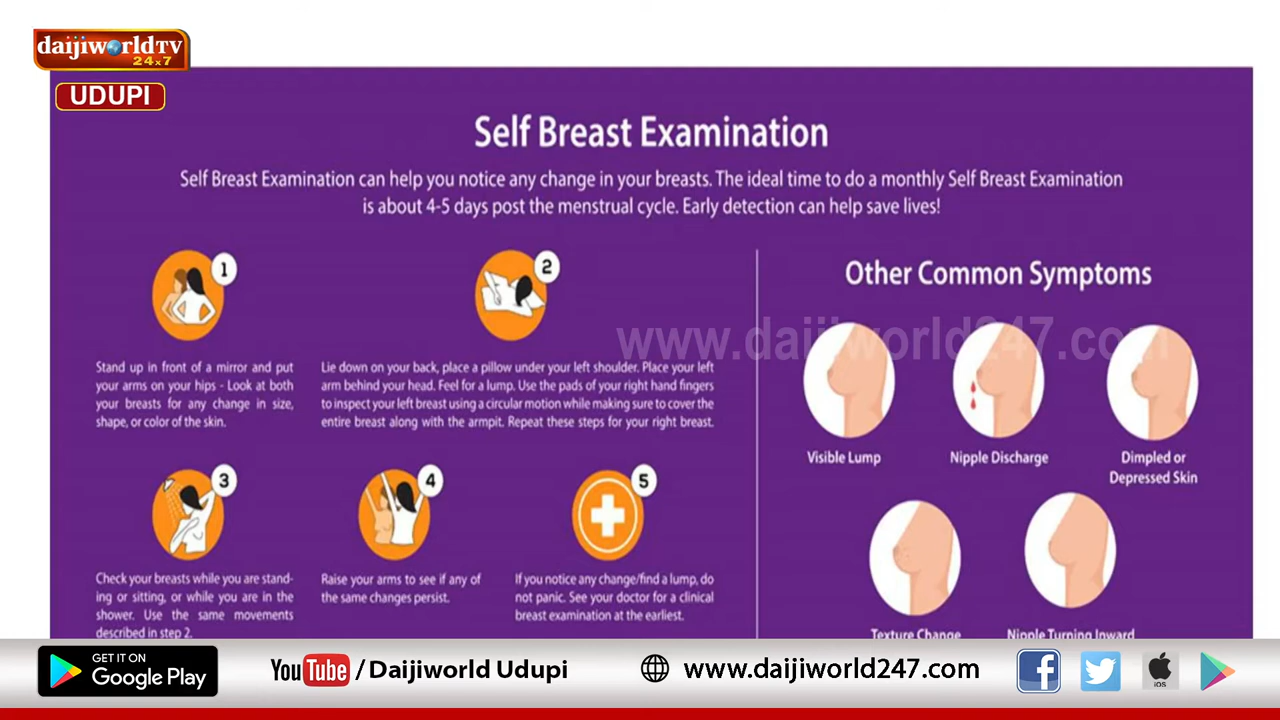 daijiworldTV
24x7
UDUPI
Self Breast Examination
Self Breast Examination can help you notice any change in your breasts. The ideal time to do a monthly Self Breast Examination
is about 4-5 days post the menstrual cycle. Early detection can help save lives!
1
Stand up in front of a mirror and put
your arms on your hips - Look at both
your breasts for any change in size,
shape, or color of the skin.
2
Lie down on your back, place a pillow under your left shoulder. Place your left
arm behind your head. Feel for a lump. Use the pads of your right hand fingers
to inspect your left breast using a circular motion while making sure to cover the
entire breast along with the armpit. Repeat these steps for your right breast.
3
Check your breasts while you are stand-
ing or sitting, or while you are in the
shower. Use the same movements
described in step 2.
4
Raise your arms to see if any of
the same changes persist.
5
If you notice any change/find a lump, do
not panic. See your doctor for a clinical
breast examination at the earliest.
Other Common Symptoms
www.daijiworld247.com
Visible Lump
Nipple Discharge
Dimpled or
Depressed Skin
Texture Change
Nipple Turning Inward
GET IT ON
Google Play
YouTube / Daijiworld Udupi
www.daijiworld247.com
iOS